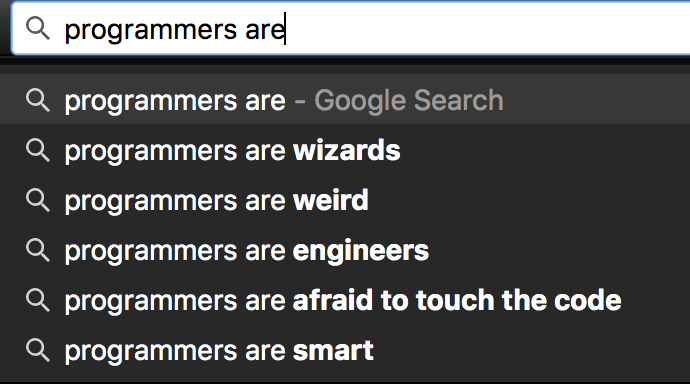 programmers are
programmers are - Google Search
programmers are wizards
programmers are weird
programmers are engineers
programmers are afraid to touch the code
programmers are smart